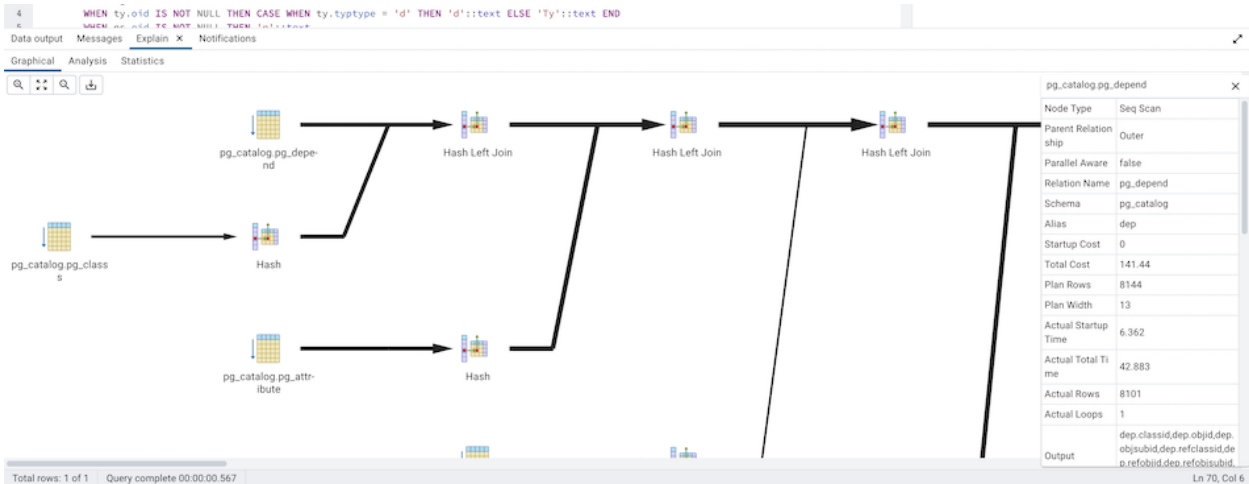 4 WHEN ty.oid IS NOT NULL THEN CASE WHEN ty.typtype = 'd' THEN 'd'::text ELSE 'Ty'::text END
Data output Messages Explain × Notifications
Graphical Analysis Statistics
pg_catalog.pg_depe-
nd
Hash Left Join
Hash Left Join
Hash Left Join
pg_catalog.pg_clas
s
Hash
pg_catalog.pg_attr-
ibute
Hash
pg_catalog.pg_depend
Node Type Seq Scan
Parent Relation
ship Outer
Parallel Aware false
Relation Name pg_depend
Schema pg_catalog
Alias dep
Startup Cost 0
Total Cost 141.44
Plan Rows 8144
Plan Width 13
Actual Startup
Time 6.362
Actual Total Ti
me 42.883
Actual Rows 8101
Actual Loops 1
Output
dep.classid,dep.objid,dep.
objsubid,dep.refclassid,de
p.refobjid,dep.refobjsubid,
Total rows: 1 of 1 Query complete 00:00:00.567 Ln 70, Col 6